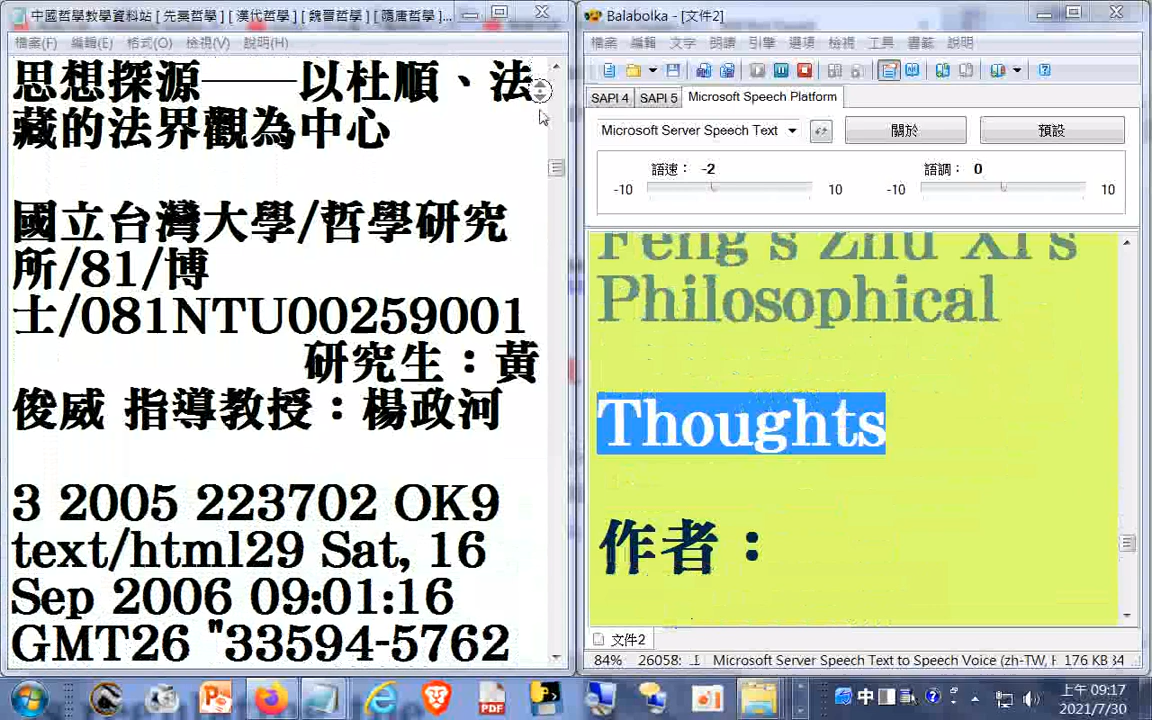 中國哲學教學資料站 [ 先秦哲學 ] [ 漢代哲學 ] [ 魏晉哲學 ] [ 隋唐哲學 ]...
檔案(F) 編輯(E) 格式(O) 檢視(V) 說明(H)
思想探源──以杜順、法
藏的法界觀為中心
國立台灣大學/哲學研究
所/81/博
士/081NTU00259001
研究生：黃
俊威 指導教授：楊政河
3 2005 223702 OK9
text/html29 Sat, 16
Sep 2006 09:01:16
GMT26 "33594-5762
Balabolka - [文件2]
檔案 編輯 文字 朗讀 引擎 選項 檢視 工具 書籤 說明
SAPI 4 SAPI 5 Microsoft Speech Platform
Microsoft Server Speech Text 關於 預設
語速： -2 語調： 0
-10 10 -10 10
Feng's Zhu Xi's
Philosophical
Thoughts
作者：
文件2
84% 26058: Microsoft Server Speech Text to Speech Voice (zh-TW, 176 KB
中
上午 09:17
2021/7/30